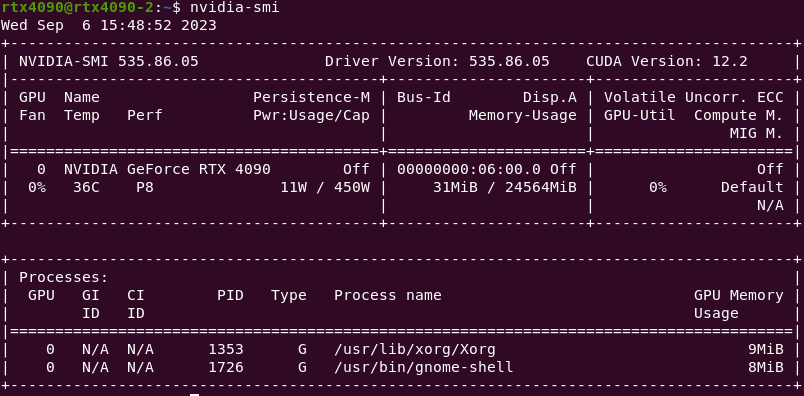 rtx4090@rtx4090-2:~$ nvidia-smi
Wed Sep  6 15:48:52 2023
+---------------------------------------------------------------------------------------+
| NVIDIA-SMI 535.86.05              Driver Version: 535.86.05    CUDA Version: 12.2     |
|-----------------------------------------+----------------------+----------------------+
| GPU  Name                 Persistence-M | Bus-Id        Disp.A | Volatile Uncorr. ECC |
| Fan  Temp   Perf          Pwr:Usage/Cap |         Memory-Usage | GPU-Util  Compute M. |
|                                         |                      |               MIG M. |
|=========================================+======================+======================|
|   0  NVIDIA GeForce RTX 4090        Off | 00000000:06:00.0 Off |                  Off |
|  0%   36C    P8              11W / 450W |     31MiB / 24564MiB |      0%      Default |
|                                         |                      |                  N/A |
+-----------------------------------------+----------------------+----------------------+

+---------------------------------------------------------------------------------------+
| Processes:                                                                            |
|  GPU   GI   CI        PID   Type   Process name                            GPU Memory |
|        ID   ID                                                             Usage      |
|=======================================================================================|
|    0   N/A  N/A      1353      G   /usr/lib/xorg/Xorg                            9MiB |
|    0   N/A  N/A      1726      G   /usr/bin/gnome-shell                          8MiB |
+---------------------------------------------------------------------------------------+